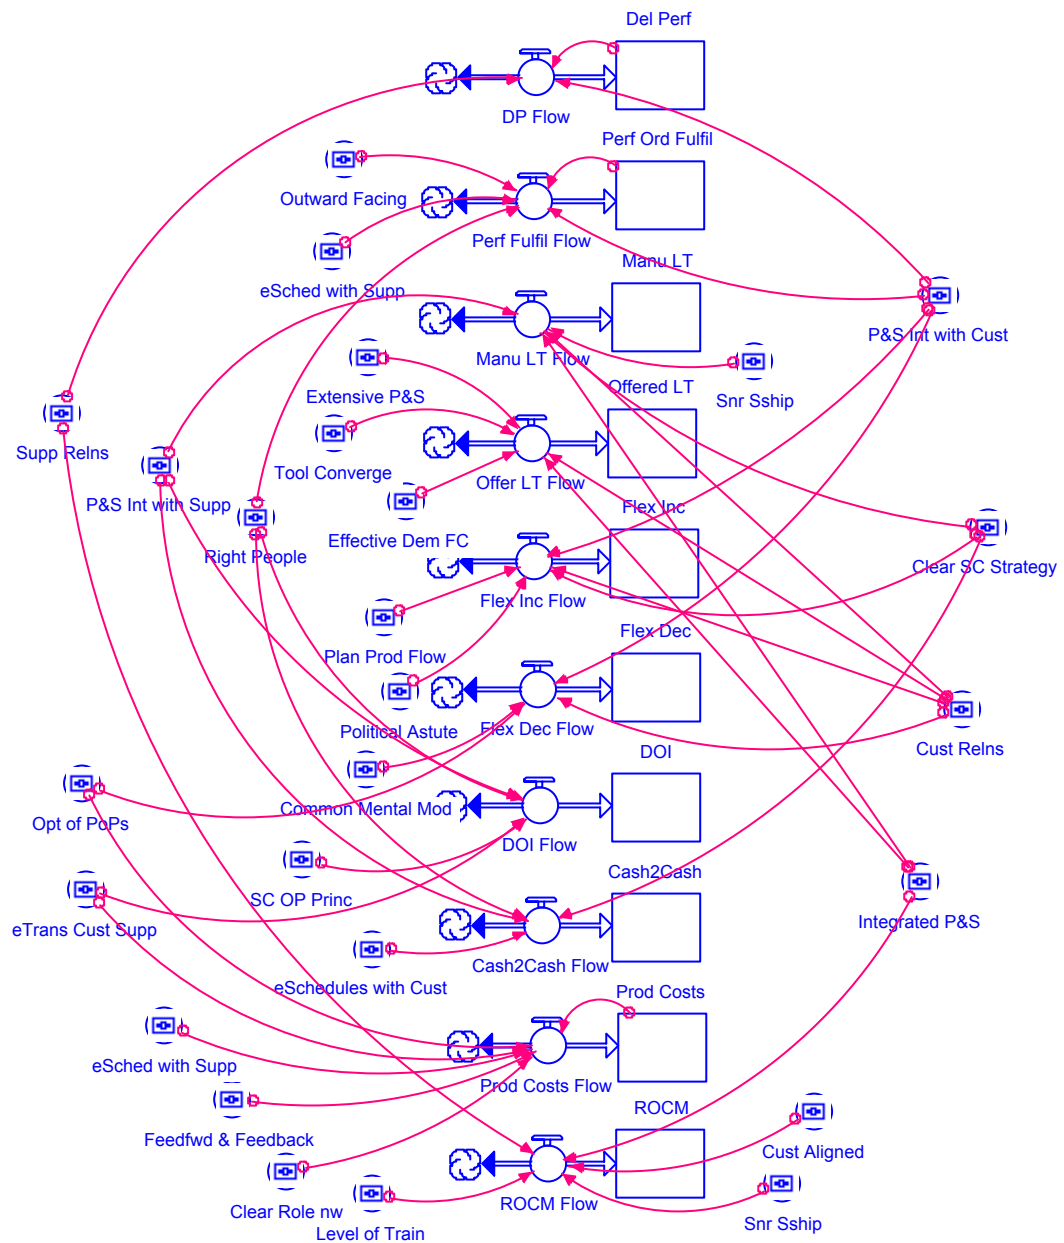 Del Perf
DP Flow
Perf Ord Fulfil
Outward Facing
Perf Fulfil Flow
Manu LT
eSched with Supp
P&S Int with Cust
Manu LT Flow
Offered LT
Extensive P&S
Snr Sship
Supp Relns
Tool Converge
Offer LT Flow
P&S Int with Supp
Flex Inc
Effective Dem FC
Right People
Clear SC Strategy
Flex Inc Flow
Flex Dec
Plan Prod Flow
Political Astute
Flex Dec Flow
DOI
Cust Relns
Common Mental Mod
Opt of PoPs
DOI Flow
Cash2Cash
SC OP Princ
eTrans Cust Supp
Integrated P&S
Cash2Cash Flow
eSchedules with Cust
Prod Costs
eSched with Supp
Prod Costs Flow
ROCM
Feedfwd & Feedback
Cust Aligned
ROCM Flow
Clear Role nw
Snr Sship
Level of Train